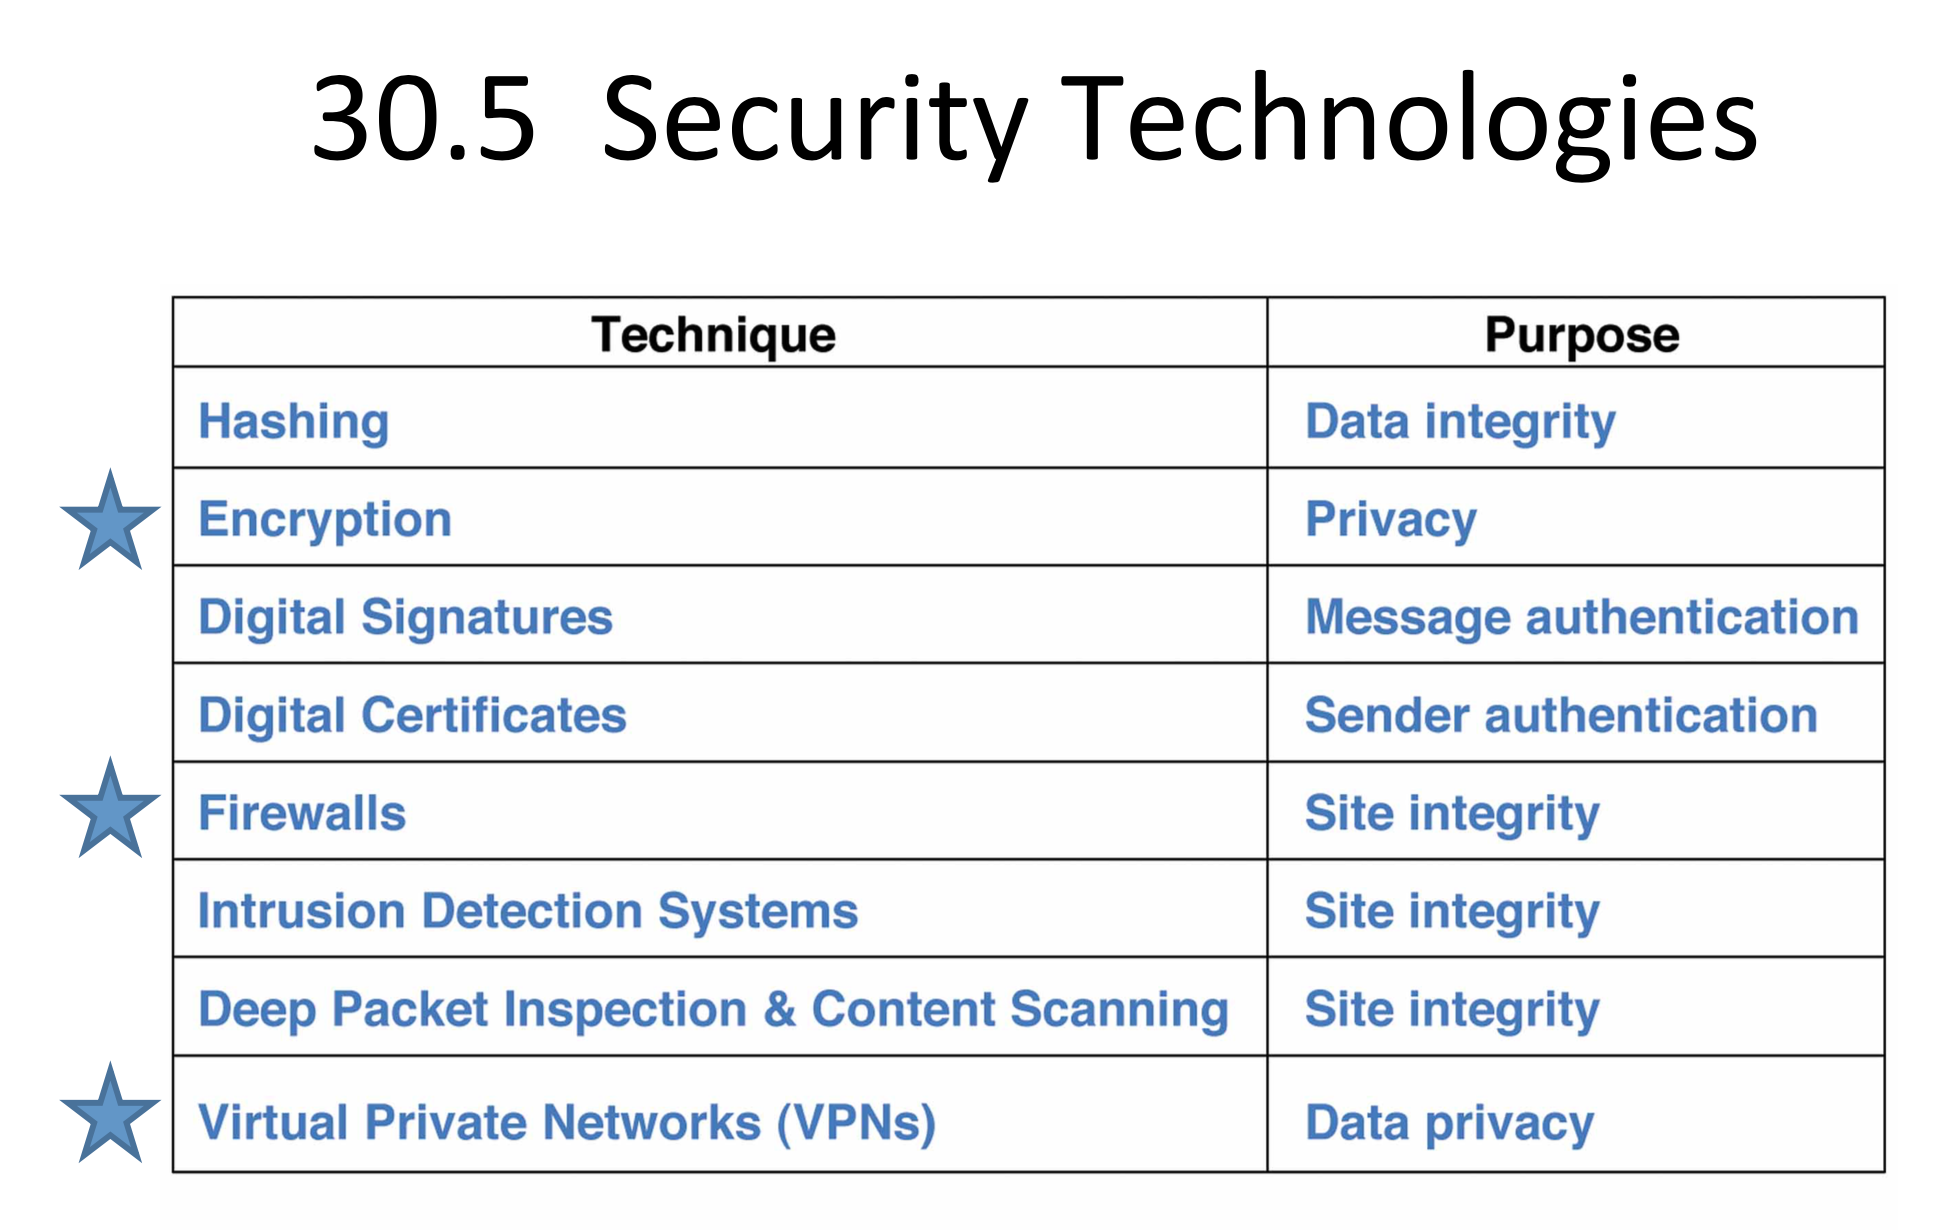 30.5 Security Technologies
Technique Purpose
Hashing Data integrity
Encryption Privacy
Digital Signatures Message authentication
Digital Certificates Sender authentication
Firewalls Site integrity
Intrusion Detection Systems Site integrity
Deep Packet Inspection & Content Scanning Site integrity
Virtual Private Networks (VPNs) Data privacy